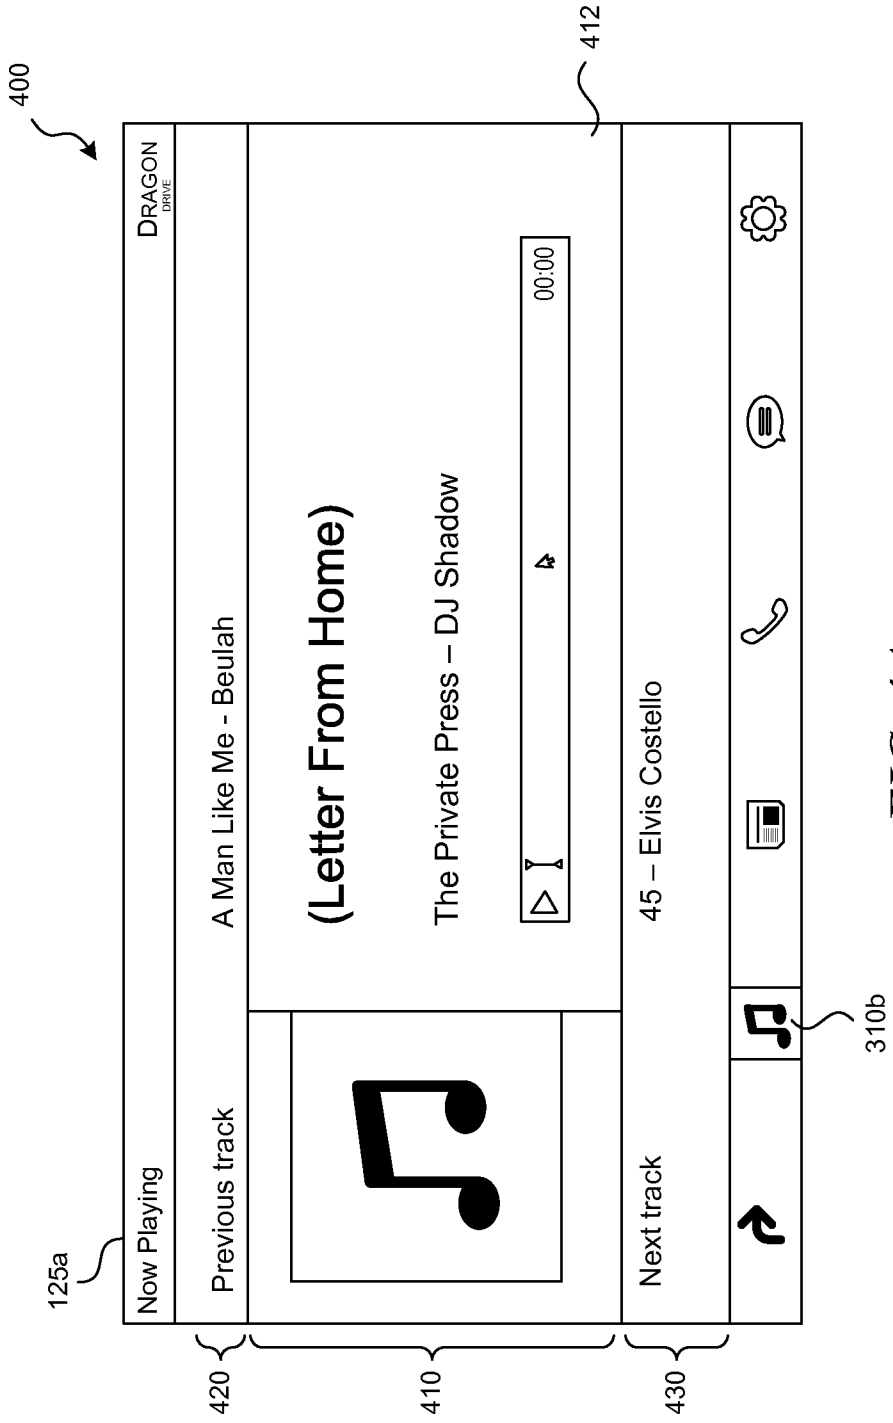 400
125a
Now Playing
DRAGON
DRIVE
420
Previous track
A Man Like Me - Beulah
410
(Letter From Home)
The Private Press – DJ Shadow
00:00
412
430
Next track
45 – Elvis Costello
310b